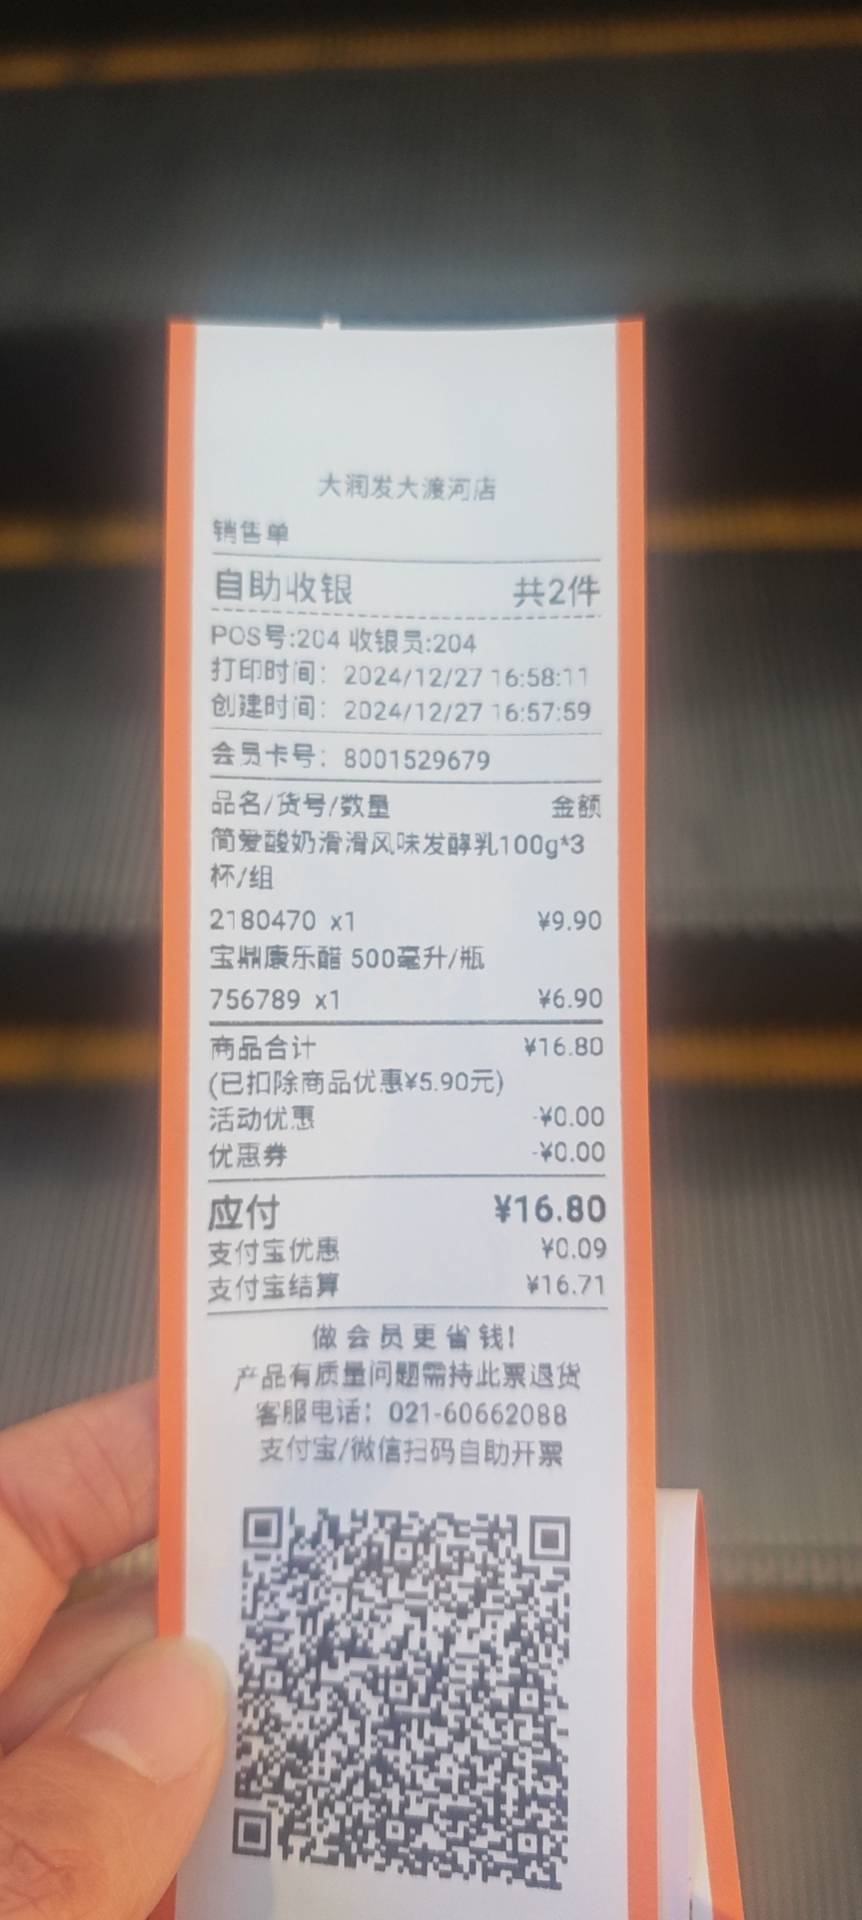 大润发大渡河店
销售单
自助收银 共2件
POS号:204 收银员:204
打印时间：2024/12/27 16:58:11
创建时间：2024/12/27 16:57:59
会员卡号：8001529679
品名/货号/数量 金额
简爱酸奶滑滑风味发酵乳100g*3
杯/组
2180470 x1 ¥9.90
宝鼎康乐醋 500毫升/瓶
756789 x1 ¥6.90
商品合计 ¥16.80
(已扣除商品优惠¥5.90元)
活动优惠 -¥0.00
优惠券 -¥0.00
应付 ¥16.80
支付宝优惠 ¥0.09
支付宝结算 ¥16.71
做会员更省钱!
产品有质量问题需持此票退货
客服电话：021-60662088
支付宝/微信扫码自助开票